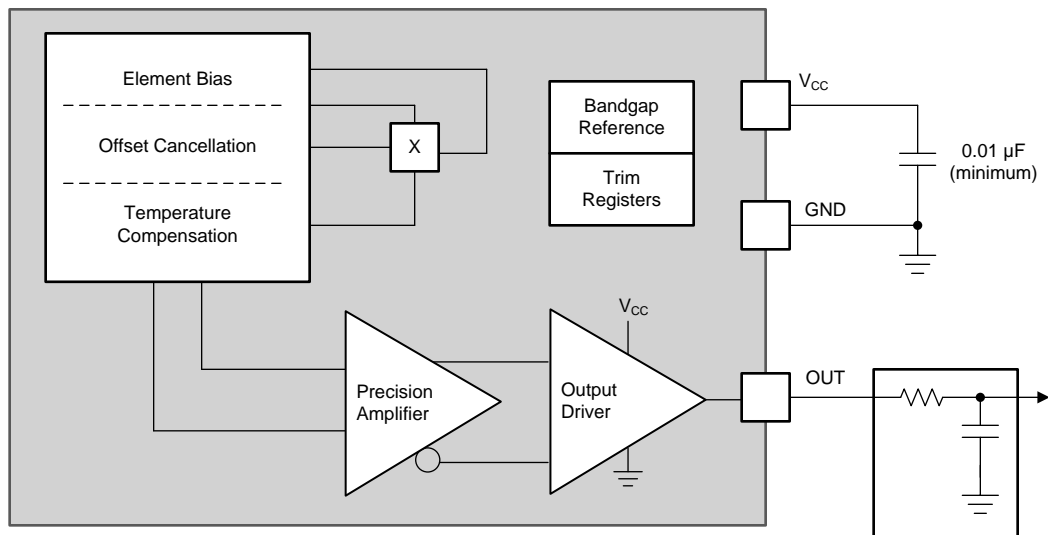 Element Bias
Offset Cancellation
Temperature
Compensation
X
Bandgap
Reference
Trim
Registers
VCC
0.01 µF
(minimum)
GND
Precision
Amplifier
VCC
Output
Driver
OUT